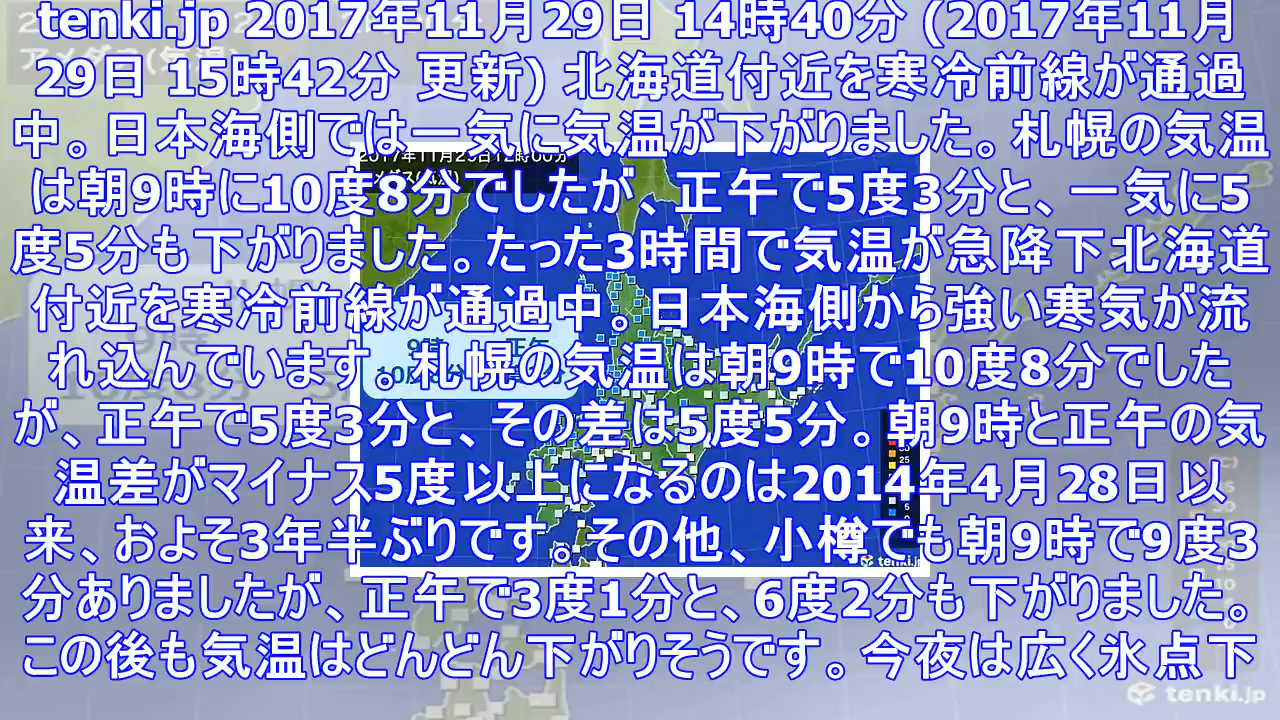 tenki.jp 2017年11月29日 14時40分 (2017年11月
29日 15時42分 更新) 北海道付近を寒冷前線が通過
中。日本海側では一気に気温が下がりました。札幌の気温
は朝9時に10度8分でしたが、正午で5度3分と、一気に5
度5分も下がりました。たった3時間で気温が急降下北海道
付近を寒冷前線が通過中。日本海側から強い寒気が流
れ込んでいます。札幌の気温は朝9時で10度8分でした
が、正午で5度3分と、その差は5度5分。朝9時と正午の気
温差がマイナス5度以上になるのは2014年4月28日以
来、およそ3年半ぶりです。その他、小樽でも朝9時で9度3
分ありましたが、正午で3度1分と、6度2分も下がりました。
この後も気温はどんどん下がりそうです。今夜は広く氷点下
9時 正午
tenki.jp
tenki.jp